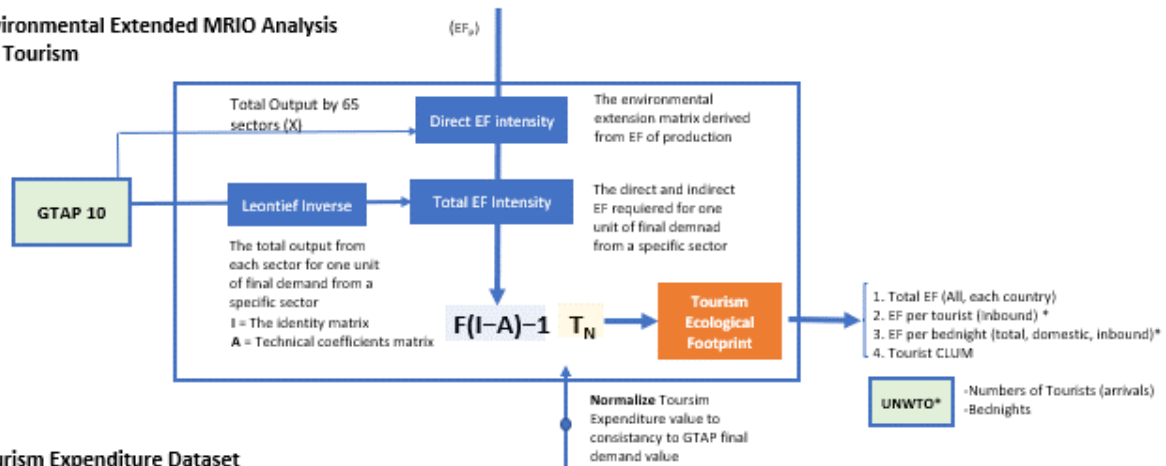 vironmental Extended MRIO Analysis
Tourism
(EFₚ)
Total Output by 65
sectors (X)
Direct EF intensity
The environmental
extension matrix derived
from EF of production
GTAP 10
Leontief Inverse
Total EF Intensity
The direct and indirect
EF requiered for one
unit of final demnad
from a specific sector
The total output from
each sector for one unit
of final demand from a
specific sector
I = The identity matrix
A = Technical coefficients matrix
F(I−A)−1 T_N
Tourism
Ecological
Footprint
1. Total EF (All, each country)
2. EF per tourist (Inbound) *
3. EF per bednight (total, domestic, inbound)*
4. Tourist CLUM
UNWTO*
-Numbers of Tourists (arrivals)
-Bednights
Normalize Toursim
Expenditure value to
consistancy to GTAP final
demand value
urism Expenditure Dataset